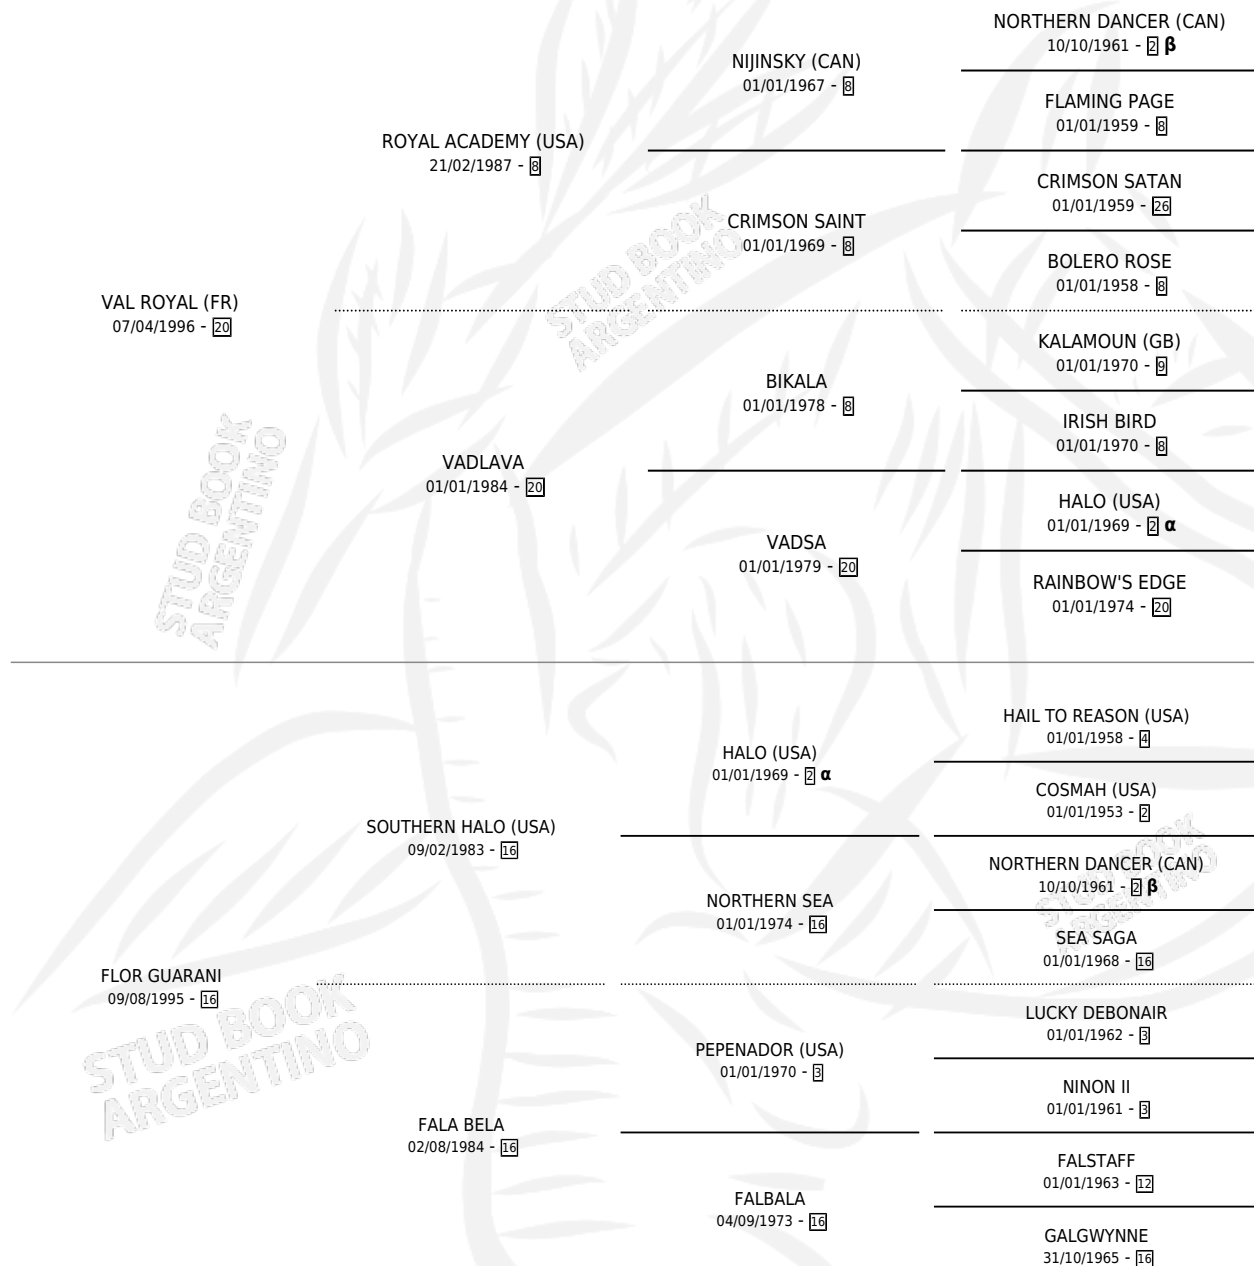 NORTHERN DANCER (CAN)
10/10/1961 - 2 β
NIJINSKY (CAN)
01/01/1967 - 8
FLAMING PAGE
01/01/1959 - 8
ROYAL ACADEMY (USA)
21/02/1987 - 8
CRIMSON SATAN
01/01/1959 - 26
CRIMSON SAINT
01/01/1969 - 8
BOLERO ROSE
01/01/1958 - 8
STUD BOOK
ARGENTINO
VAL ROYAL (FR)
07/04/1996 - 20
KALAMOUN (GB)
01/01/1970 - 9
BIKALA
01/01/1978 - 8
IRISH BIRD
01/01/1970 - 8
VADLAVA
01/01/1984 - 20
HALO (USA)
01/01/1969 - 2 α
VADSA
01/01/1979 - 20
RAINBOW'S EDGE
01/01/1974 - 20
STUD BOOK
ARGENTINO
HAIL TO REASON (USA)
01/01/1958 - 4
HALO (USA)
01/01/1969 - 2 α
COSMAH (USA)
01/01/1953 - 2
SOUTHERN HALO (USA)
09/02/1983 - 16
NORTHERN DANCER (CAN)
10/10/1961 - 2 β
STUD BOOK
ARGENTINO
NORTHERN SEA
01/01/1974 - 16
SEA SAGA
01/01/1968 - 16
FLOR GUARANI
09/08/1995 - 16
LUCKY DEBONAIR
01/01/1962 - 3
PEPENADOR (USA)
01/01/1970 - 3
NINON II
01/01/1961 - 3
STUD BOOK
ARGENTINO
FALA BELA
02/08/1984 - 16
FALSTAFF
01/01/1963 - 12
FALBALA
04/09/1973 - 16
GALGWYNNE
31/10/1965 - 16